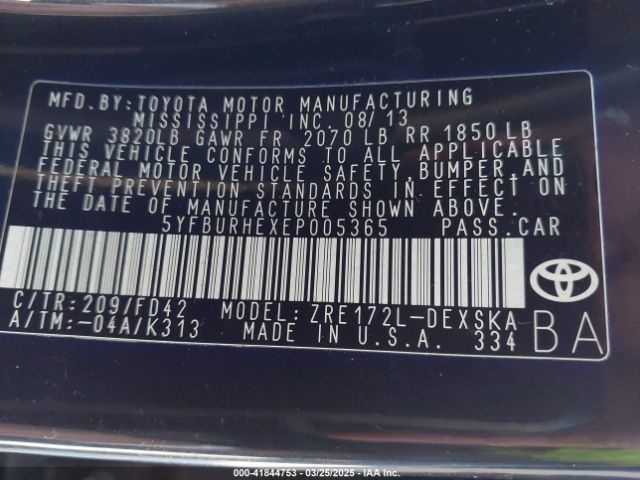 MFD.BY:TOYOTA MOTOR MANUFACTURING
MISSISSIPPI INC. 08/13
GVWR 3820LB GAWR FR 2070 LB RR 1850 LB
THIS VEHICLE CONFORMS TO ALL APPLICABLE
FEDERAL MOTOR VEHICLE SAFETY,BUMPER,AND
THEFT PREVENTION STANDARDS IN EFFECT ON
THE DATE OF MANUFACTURE SHOWN ABOVE.
5YFBURHEXEP005365 PASS.CAR
C/TR:209/FD42 MODEL:ZRE172L-DEXSKA
A/TM:-04A/K313 MADE IN U.S.A. 334
BA
000-41844753 — 03/25/2025 — IAA Inc.